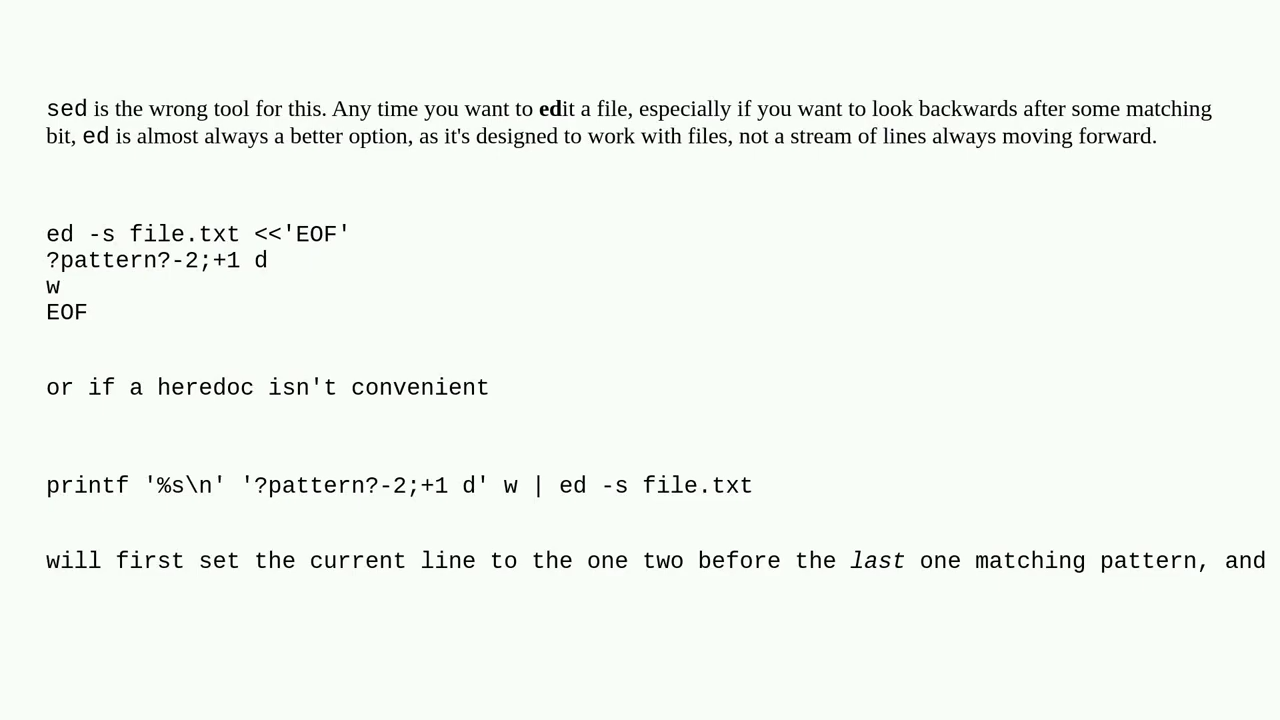 sed is the wrong tool for this. Any time you want to edit a file, especially if you want to look backwards after some matching
bit, ed is almost always a better option, as it's designed to work with files, not a stream of lines always moving forward.
ed -s file.txt <<'EOF'
?pattern?-2;+1 d
w
EOF
or if a heredoc isn't convenient
printf '%s\n' '?pattern?-2;+1 d' w | ed -s file.txt
will first set the current line to the one two before the last one matching pattern, and